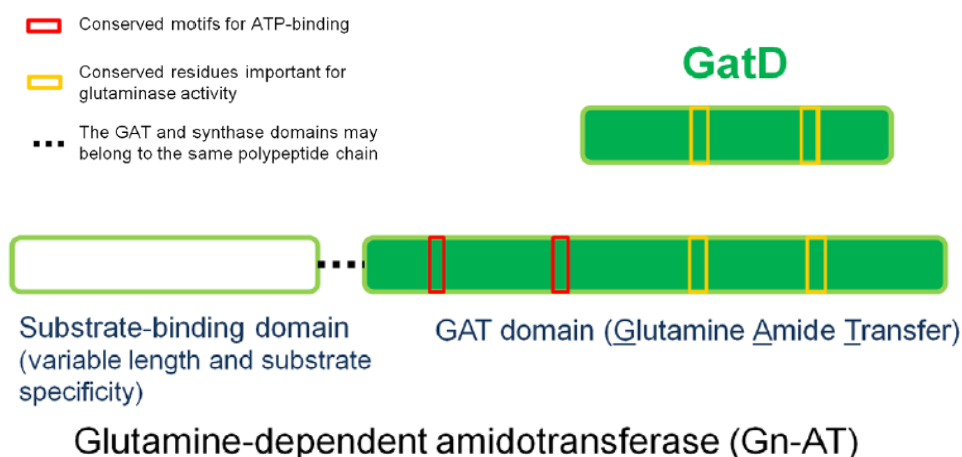 Conserved motifs for ATP-binding
Conserved residues important for
glutaminase activity
The GAT and synthase domains may
belong to the same polypeptide chain
GatD
Substrate-binding domain
(variable length and substrate
specificity)
GAT domain (Glutamine Amide Transfer)
Glutamine-dependent amidotransferase (Gn-AT)